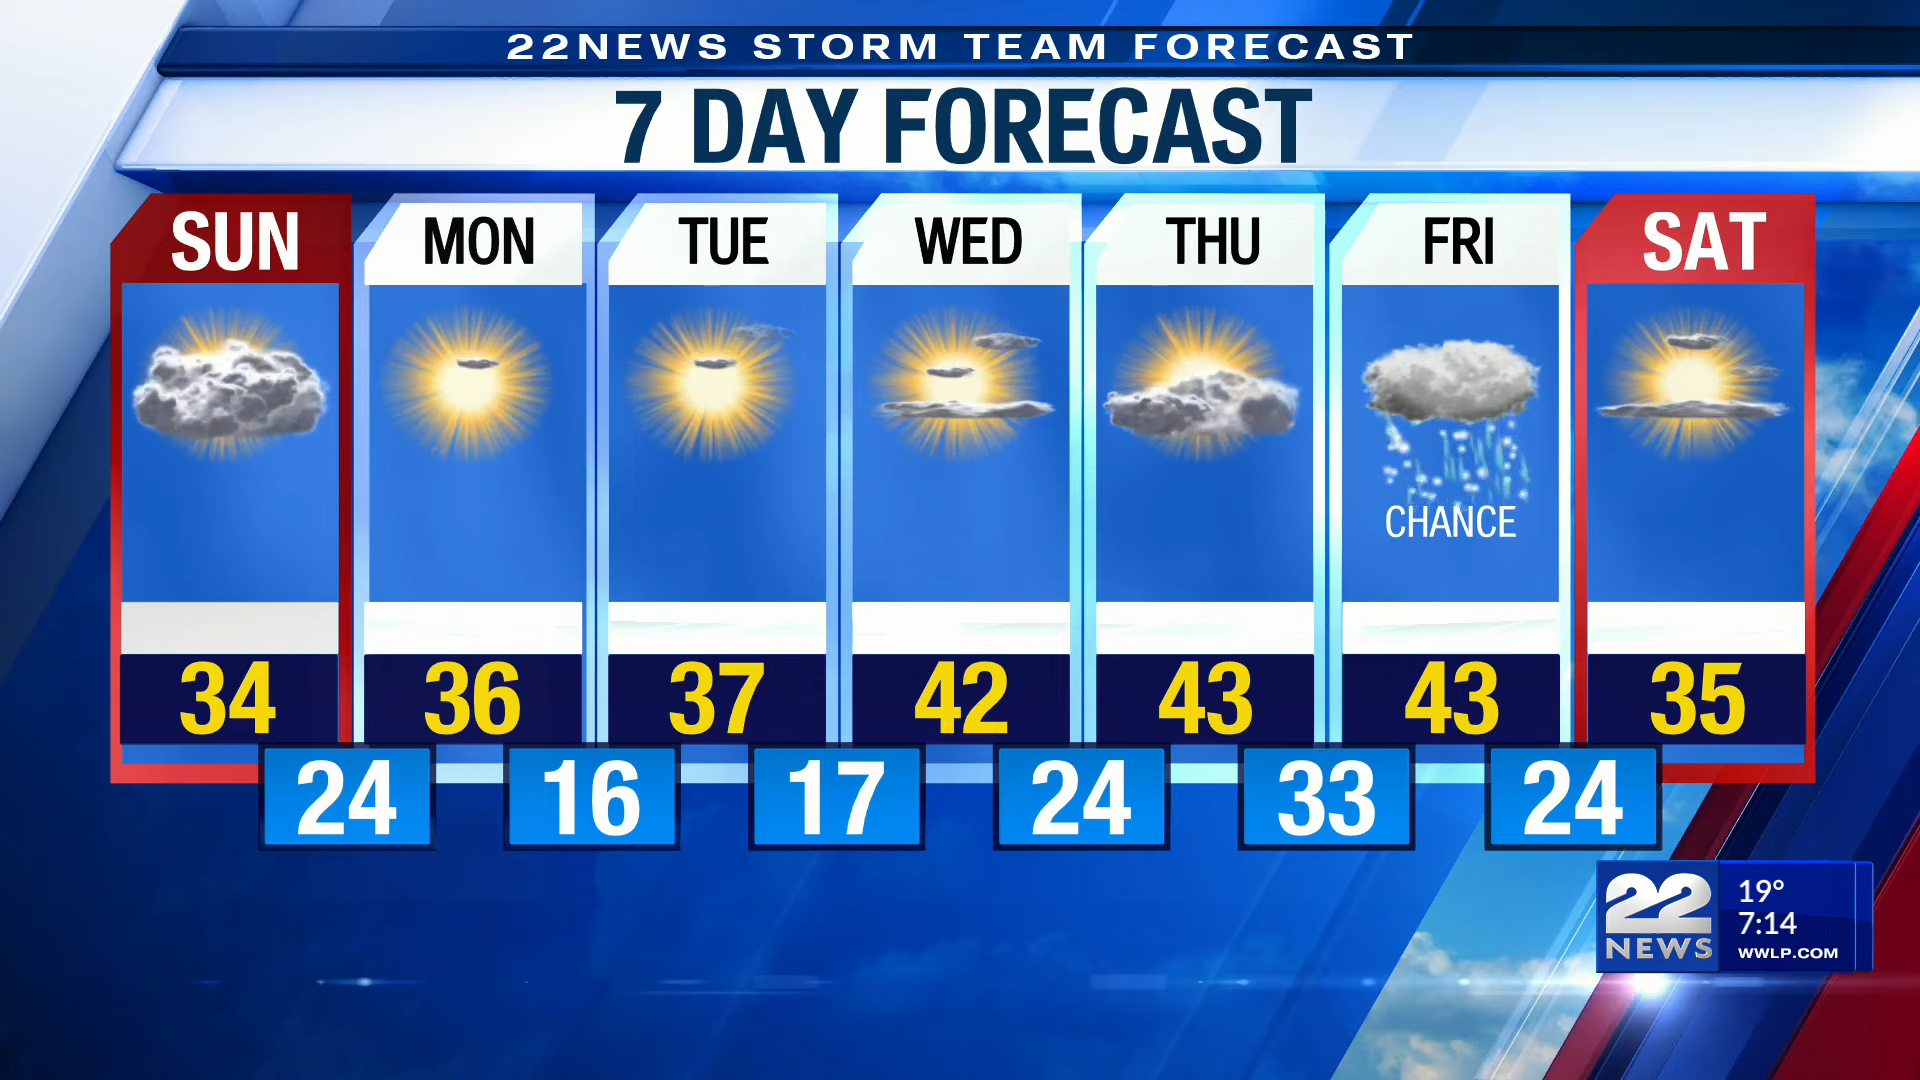 22NEWS STORM TEAM FORECAST
7 DAY FORECAST
SUN MON TUE WED THU FRI SAT
CHANCE
34 36 37 42 43 43 35
24 16 17 24 33 24
22
NEWS
19°
7:14
WWLP.COM